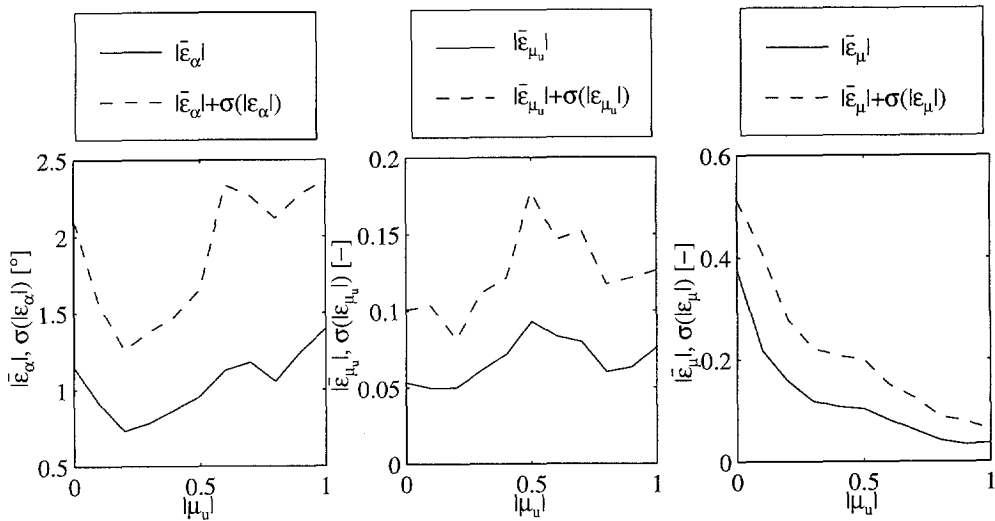 |ε̄α|
|ε̄α|+σ(|εα|)
|ε̄μu|
|ε̄μu|+σ(|εμu|)
|ε̄μ|
|ε̄μ|+σ(|εμ|)
|ε̄α|, σ(|εα|) [°]
2.5
2
1.5
1
0.5
0
0.5
1
|μu|
|ε̄μu|, σ(|εμu|) [−]
0.2
0.15
0.1
0.05
0
0
0.5
1
|μu|
|ε̄μ|, σ(|εμ|) [−]
0.6
0.4
0.2
0
0
0.5
1
|μu|